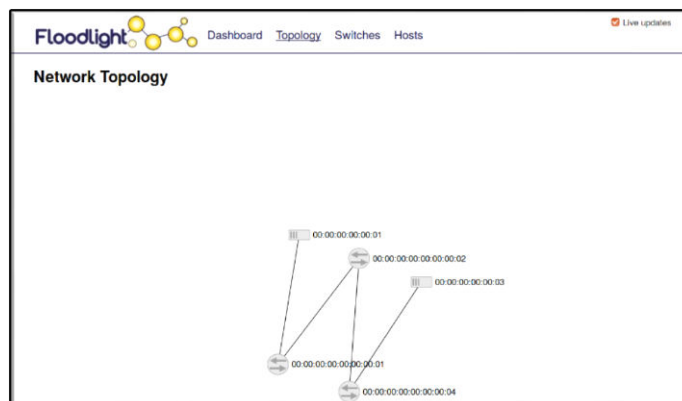 Floodlight Dashboard Topology Switches Hosts Live updates
Network Topology
00:00:00:00:00:01
00:00:00:00:00:00:00:02
00:00:00:00:00:03
00:00:00:00:00:00:00:01
00:00:00:00:00:00:00:04